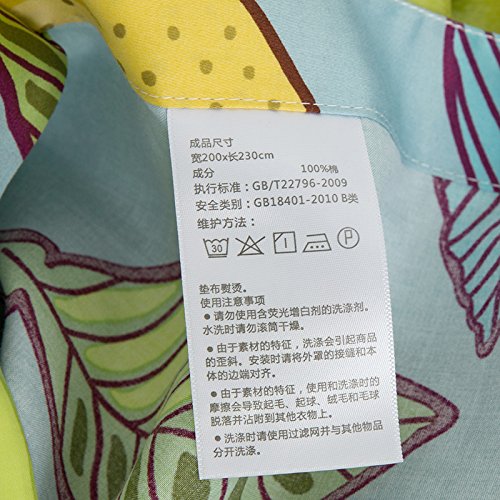 成品尺寸
宽200x长230cm
成分 100%棉
执行标准：GB/T22796-2009
安全类别：GB18401-2010 B类
维护方法：
30 P
垫布熨烫。
使用注意事项
• 请勿使用含荧光增白剂的洗涤剂。
水洗时请勿滚筒干燥。
• 由于素材的特征，洗涤会引起商品
的歪斜。安装时请将外罩的接缝和本
体的边端对齐。
• 由于素材的特征，使用和洗涤时的
摩擦会导致起毛、起球、绒毛和毛球
脱落并沾附到其他衣物上。
• 洗涤时请使用过滤网并与其他物品
分开洗涤。